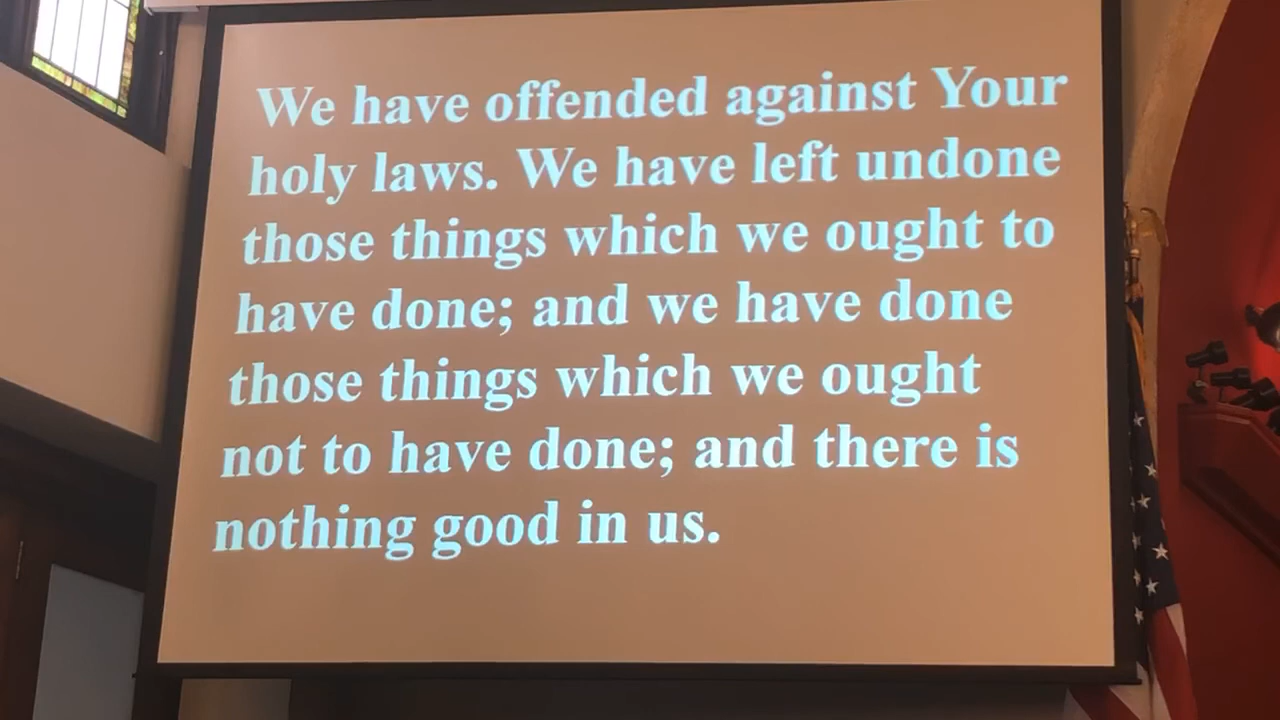 We have offended against Your
holy laws. We have left undone
those things which we ought to
have done; and we have done
those things which we ought
not to have done; and there is
nothing good in us.